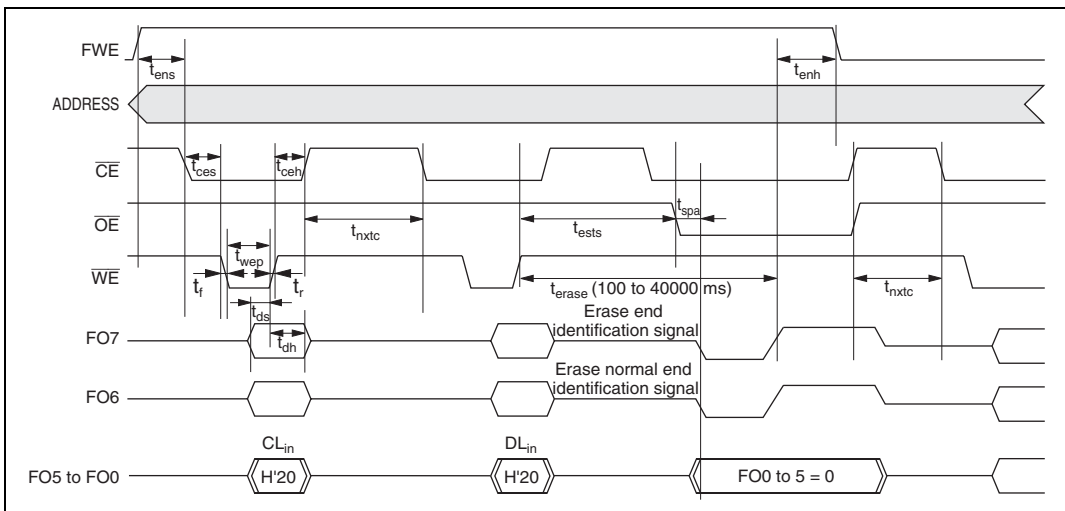 FWE
tens
tenh
ADDRESS
CE
tces
tceh
OE
tnxtc
tests
tspa
WE
twep
tf
tr
terase (100 to 40000 ms)
tnxtc
tds
tdh
FO7
Erase end
identification signal
FO6
Erase normal end
identification signal
CLin
DLin
FO5 to FO0
H'20
H'20
FO0 to 5 = 0